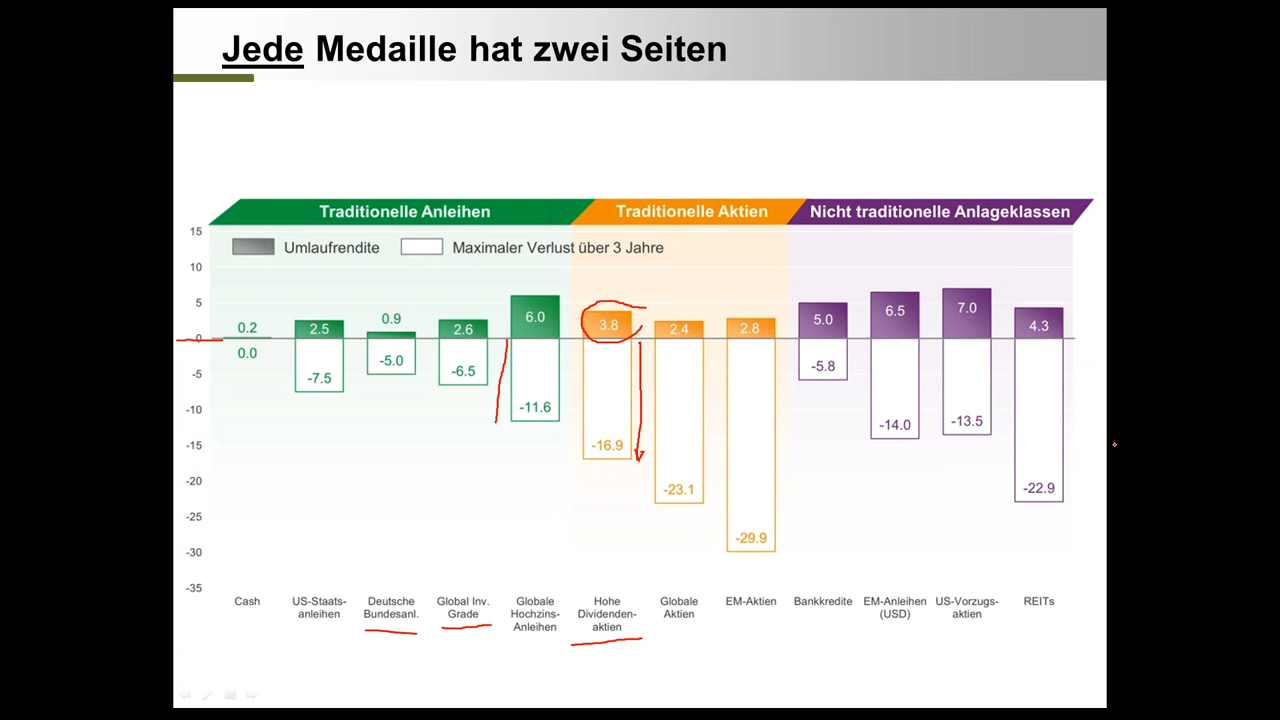 Jede Medaille hat zwei Seiten
Traditionelle Anleihen
Traditionelle Aktien
Nicht traditionelle Anlageklassen
Umlaufrendite
Maximaler Verlust über 3 Jahre
15
10
5
0
-5
-10
-15
-20
-25
-30
-35
0.2
2.5
0.9
2.6
6.0
3.8
2.4
2.8
5.0
6.5
7.0
4.3
0.0
-7.5
-5.0
-6.5
-11.6
-16.9
-23.1
-29.9
-5.8
-14.0
-13.5
-22.9
Cash
US-Staats-
anleihen
Deutsche
Bundesanl.
Global Inv.
Grade
Globale
Hochzins-
Anleihen
Hohe
Dividenden-
aktien
Globale
Aktien
EM-Aktien
Bankkredite
EM-Anleihen
(USD)
US-Vorzugs-
aktien
REITs